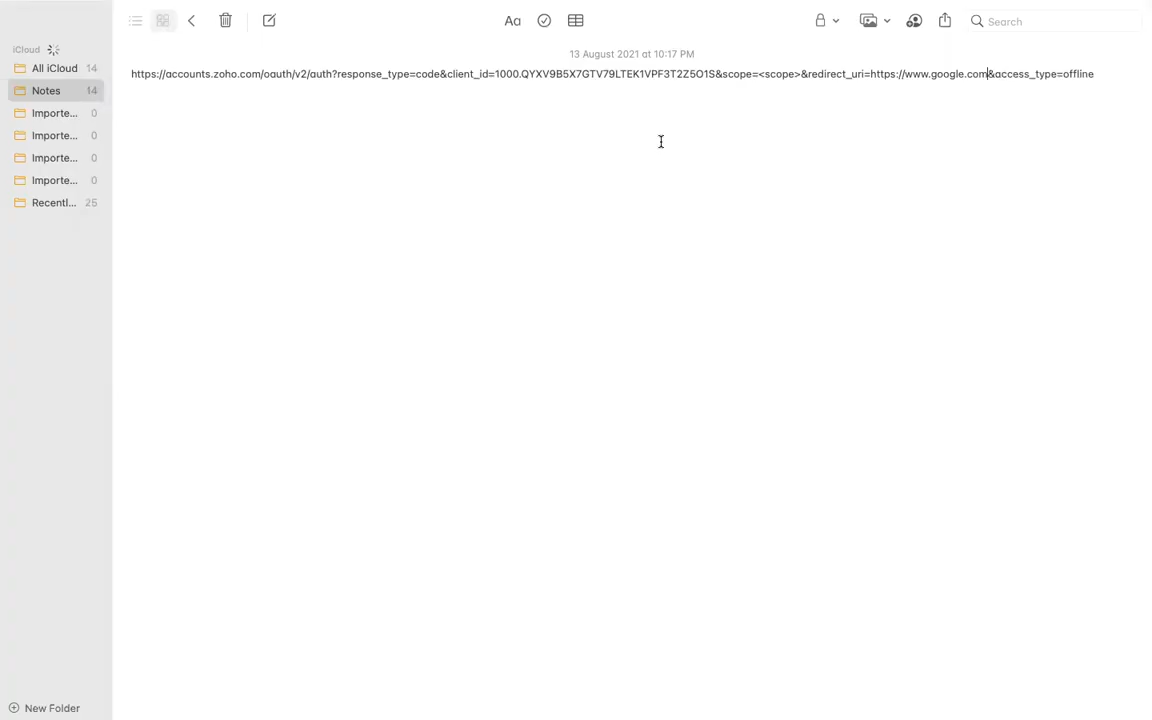 Aa
Search
iCloud
13 August 2021 at 10:17 PM
All iCloud 14
https://accounts.zoho.com/oauth/v2/auth?response_type=code&client_id=1000.QYXV9B5X7GTV79LTEK1VPF3T2Z5O1S&scope=<scope>&redirect_uri=https://www.google.com&access_type=offline
Notes 14
Importe... 0
Importe... 0
Importe... 0
Importe... 0
Recentl... 25
New Folder